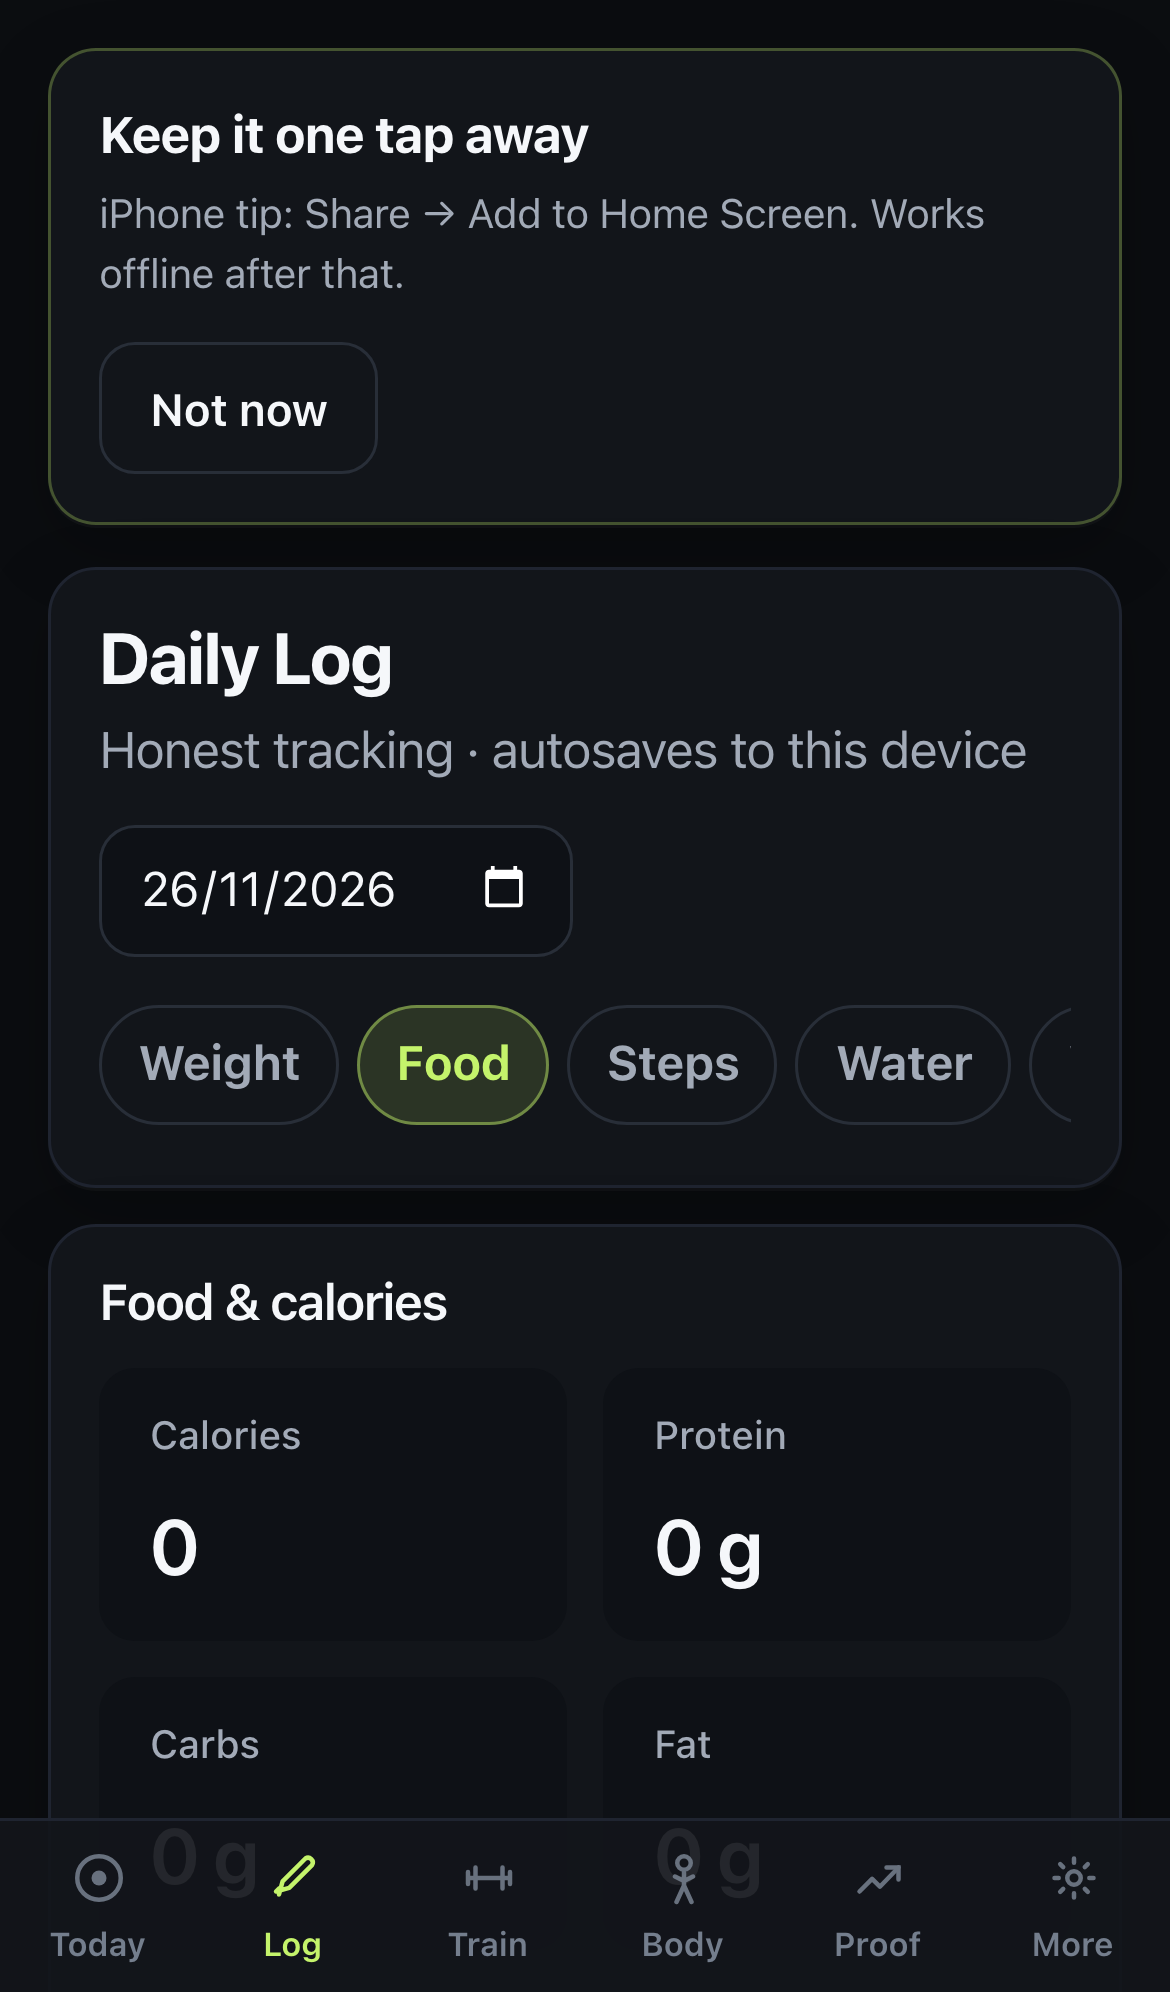 Keep it one tap away
iPhone tip: Share → Add to Home Screen. Works
offline after that.
Not now
Daily Log
Honest tracking · autosaves to this device
26/11/2026
Weight Food Steps Water
Food & calories
Calories Protein
0 0 g
Carbs Fat
0 g 0 g
Today Log Train Body Proof More